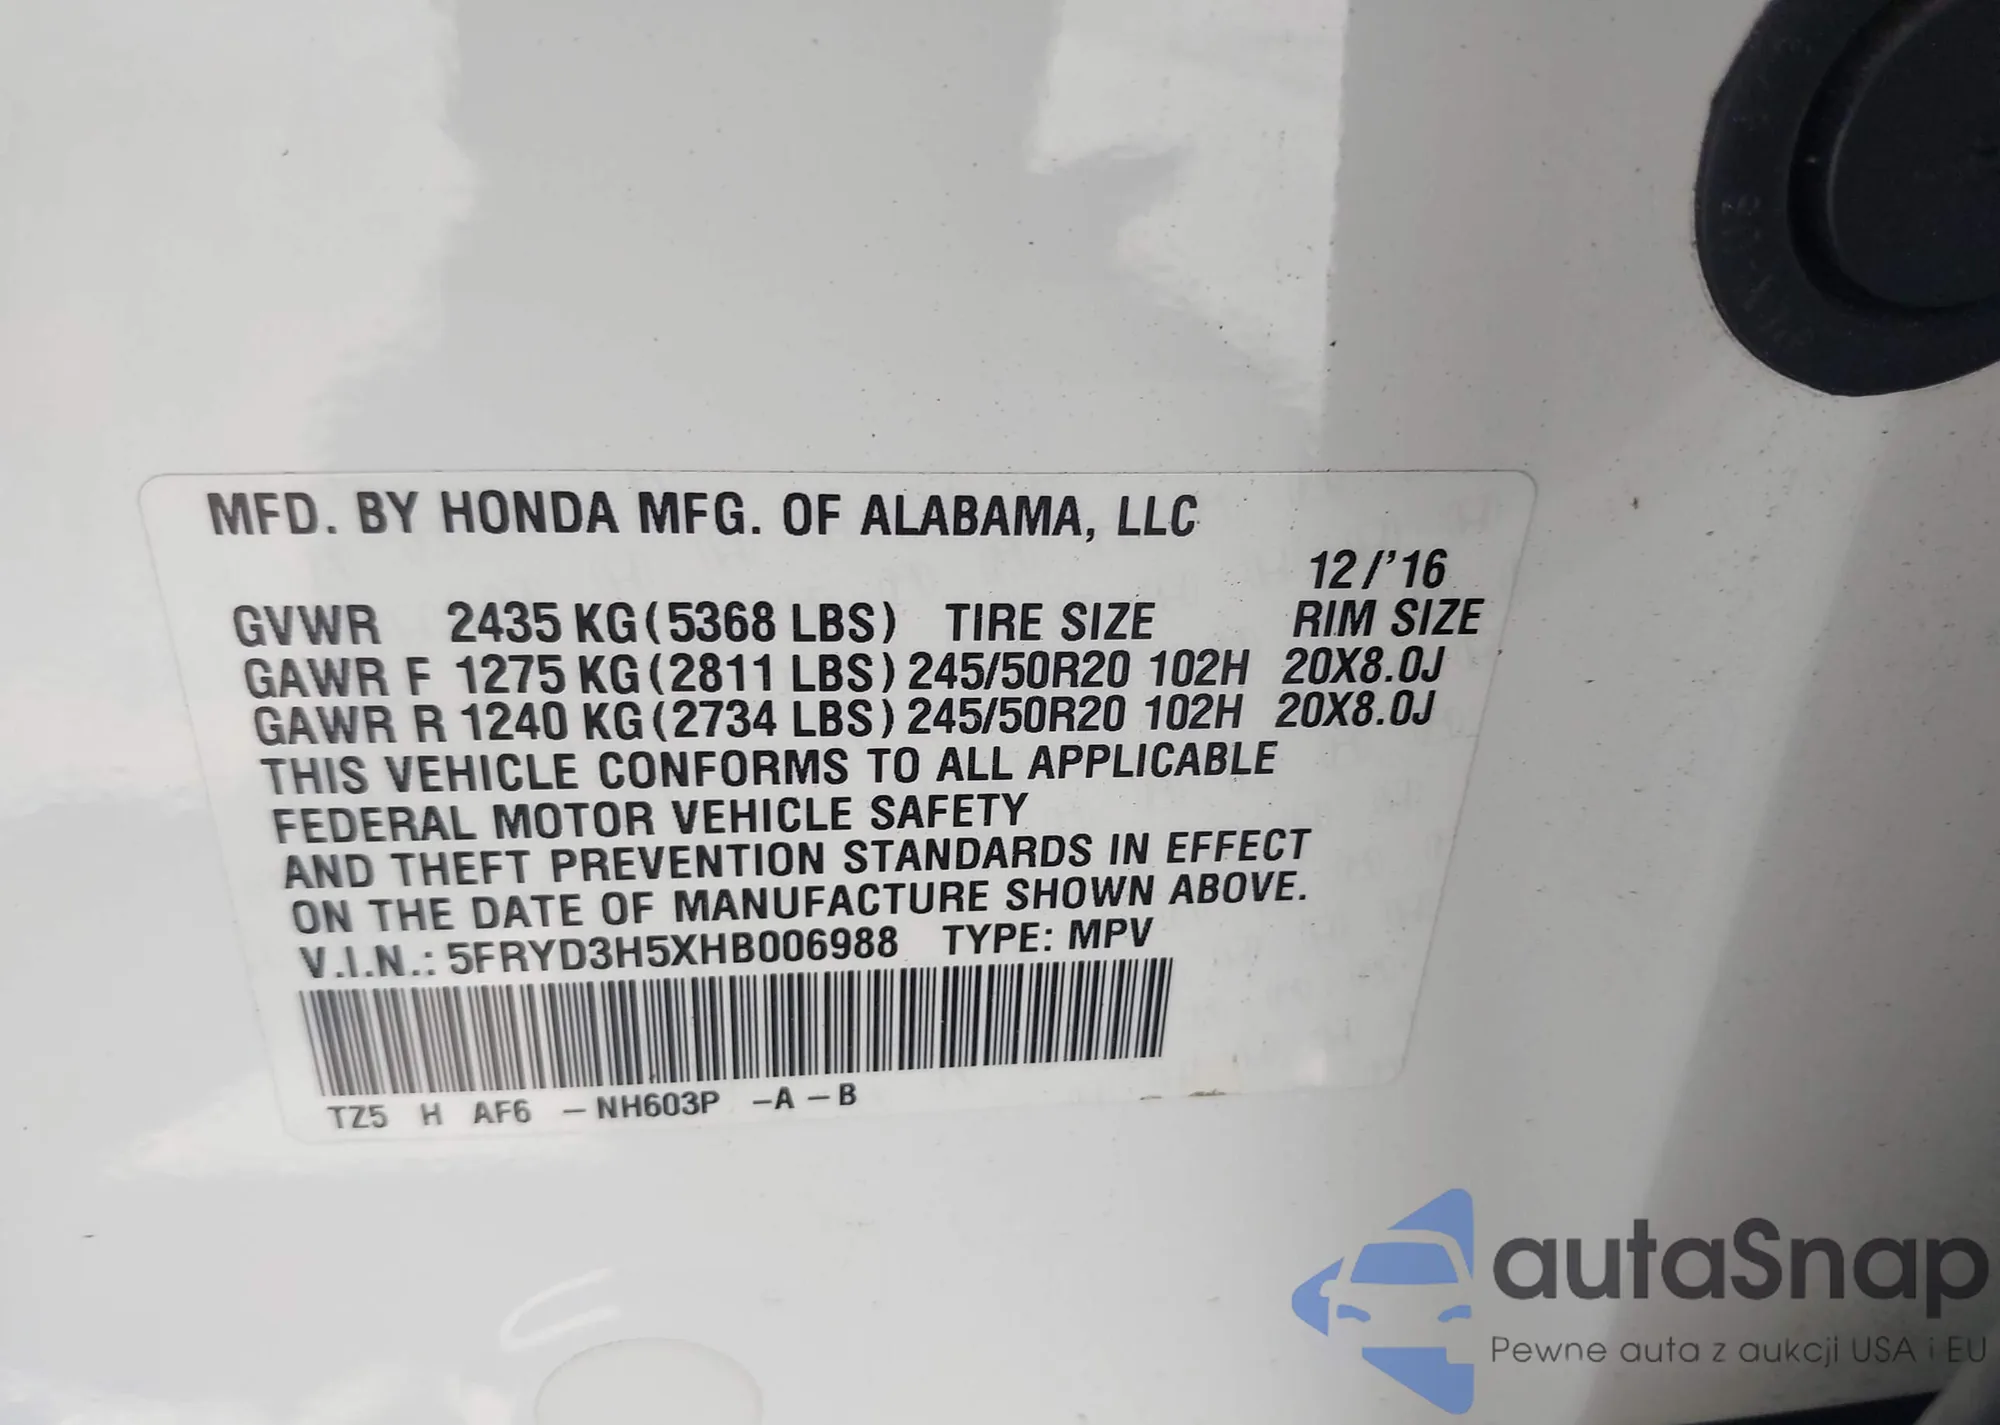 MFD. BY HONDA MFG. OF ALABAMA, LLC
12/'16
GVWR 2435 KG (5368 LBS) TIRE SIZE RIM SIZE
GAWR F 1275 KG (2811 LBS) 245/50R20 102H 20X8.0J
GAWR R 1240 KG (2734 LBS) 245/50R20 102H 20X8.0J
THIS VEHICLE CONFORMS TO ALL APPLICABLE
FEDERAL MOTOR VEHICLE SAFETY
AND THEFT PREVENTION STANDARDS IN EFFECT
ON THE DATE OF MANUFACTURE SHOWN ABOVE.
V.I.N.: 5FRYD3H5XHB006988 TYPE: MPV
TZ5 H AF6 –NH603P –A –B
autaSnap
Pewne auta z aukcji USA i EU